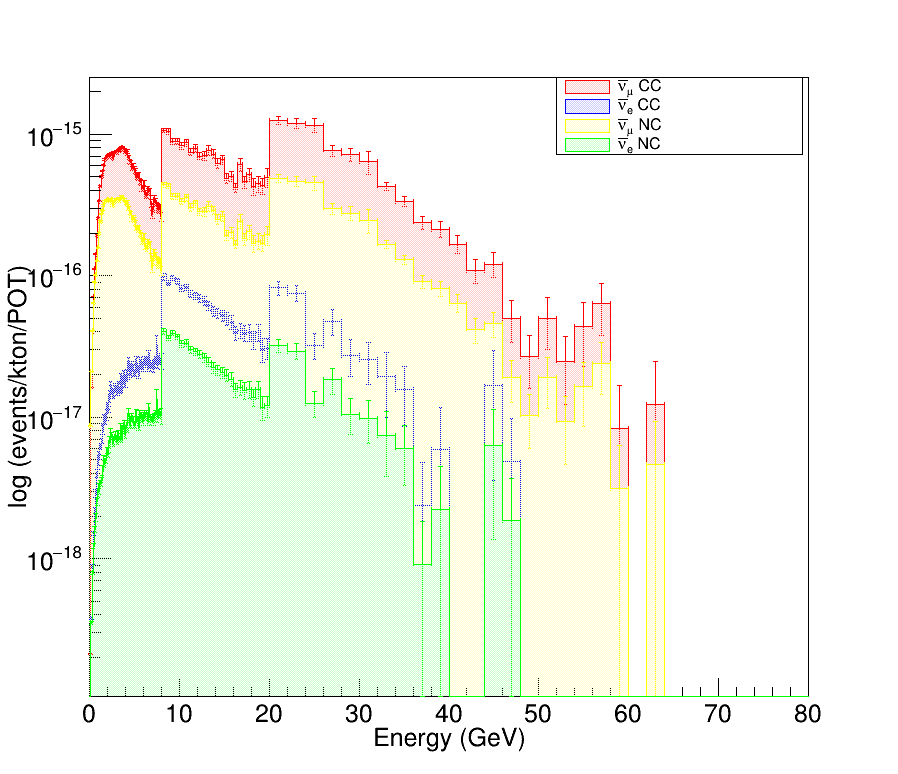 ν̅μ CC
ν̅e CC
ν̅μ NC
ν̅e NC
log (events/kton/POT)
10⁻¹⁵
10⁻¹⁶
10⁻¹⁷
10⁻¹⁸
0 10 20 30 40 50 60 70 80
Energy (GeV)